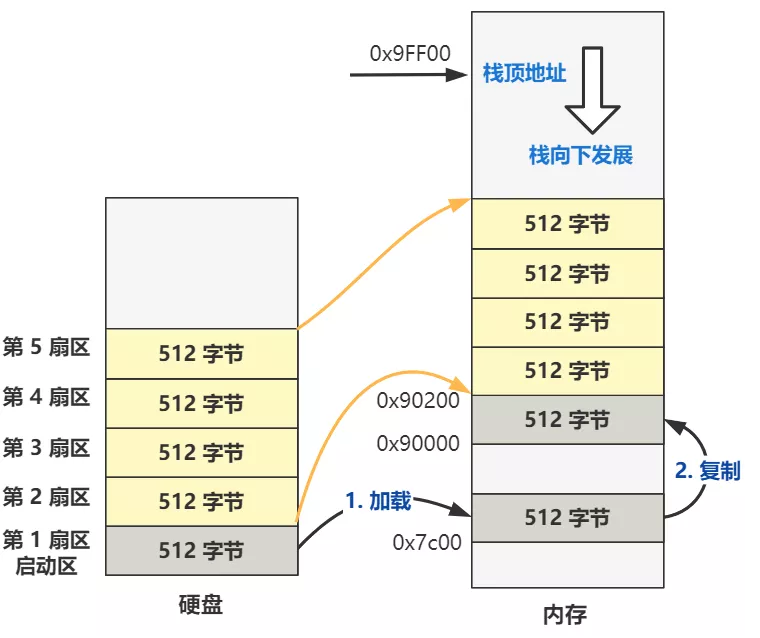 0x9FF00
栈顶地址
栈向下发展
512 字节
512 字节
512 字节
512 字节
0x90200
512 字节
0x90000
2. 复制
512 字节
0x7c00
内存
第 5 扇区
512 字节
第 4 扇区
512 字节
第 3 扇区
512 字节
第 2 扇区
512 字节
1. 加载
第 1 扇区
启动区
512 字节
硬盘